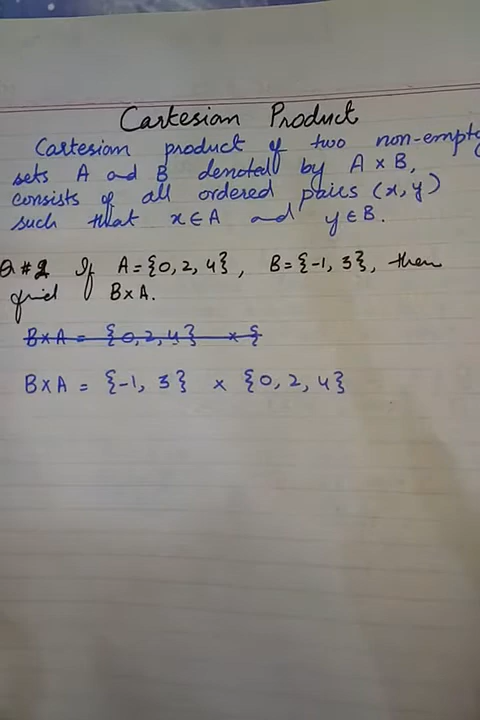 Cartesian Product
Cartesian product of two non-empty
sets A and B denoted by A × B,
consists of all ordered pairs (x, y)
such that x ∈ A and y ∈ B.
Q #2 If A = {0, 2, 4}, B = {-1, 3}, then
find B×A.
B×A = {0, 2, 4} × {
B×A = {-1, 3} × {0, 2, 4}